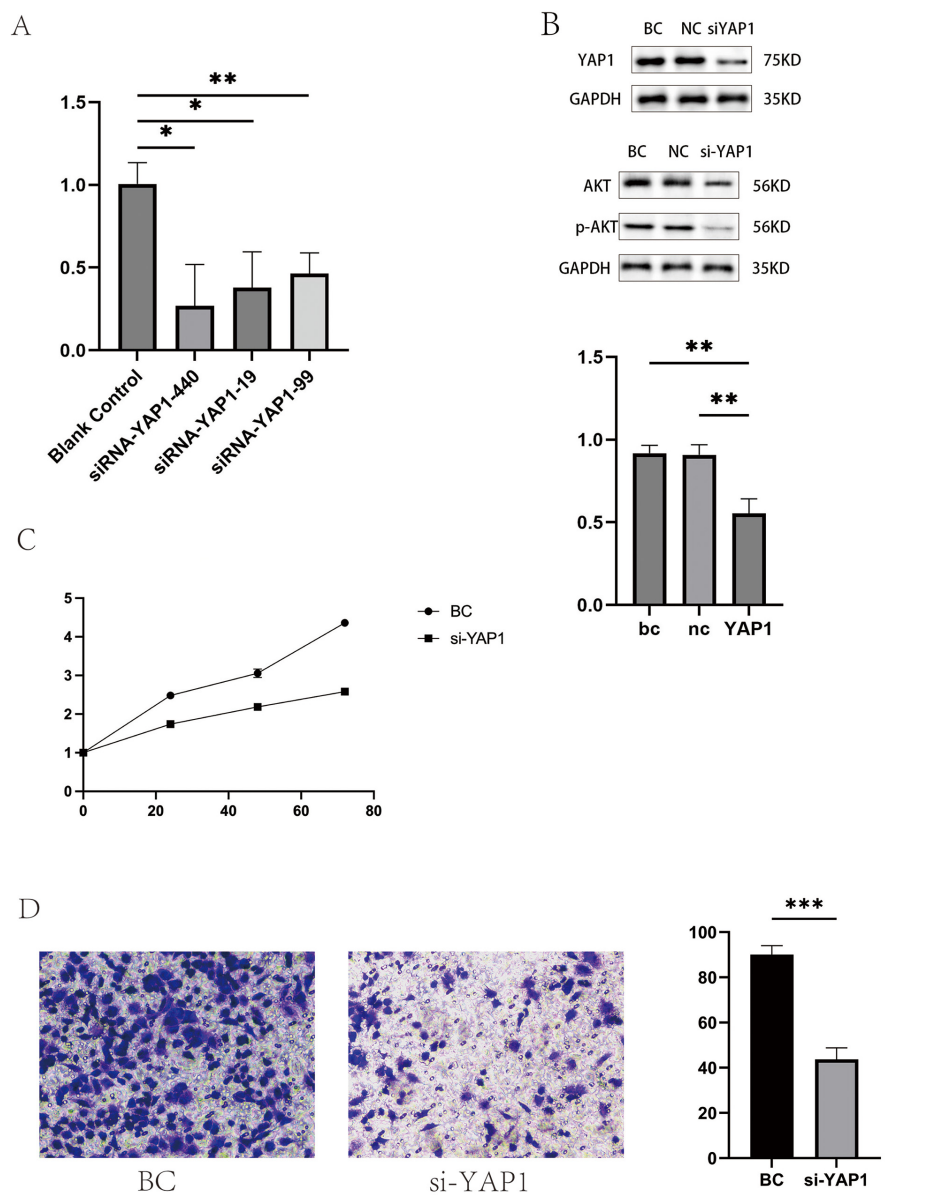 A
**
*
*
1.5
1.0
0.5
0.0
Blank Control
siRNA-YAP1-440
siRNA-YAP1-19
siRNA-YAP1-99
B
BC NC siYAP1
YAP1 75KD
GAPDH 35KD
BC NC si-YAP1
AKT 56KD
p-AKT 56KD
GAPDH 35KD
**
**
1.5
1.0
0.5
0.0
bc nc YAP1
C
5
4
3
2
1
0
0 20 40 60 80
BC
si-YAP1
D
BC
si-YAP1
***
100
80
60
40
20
0
BC si-YAP1